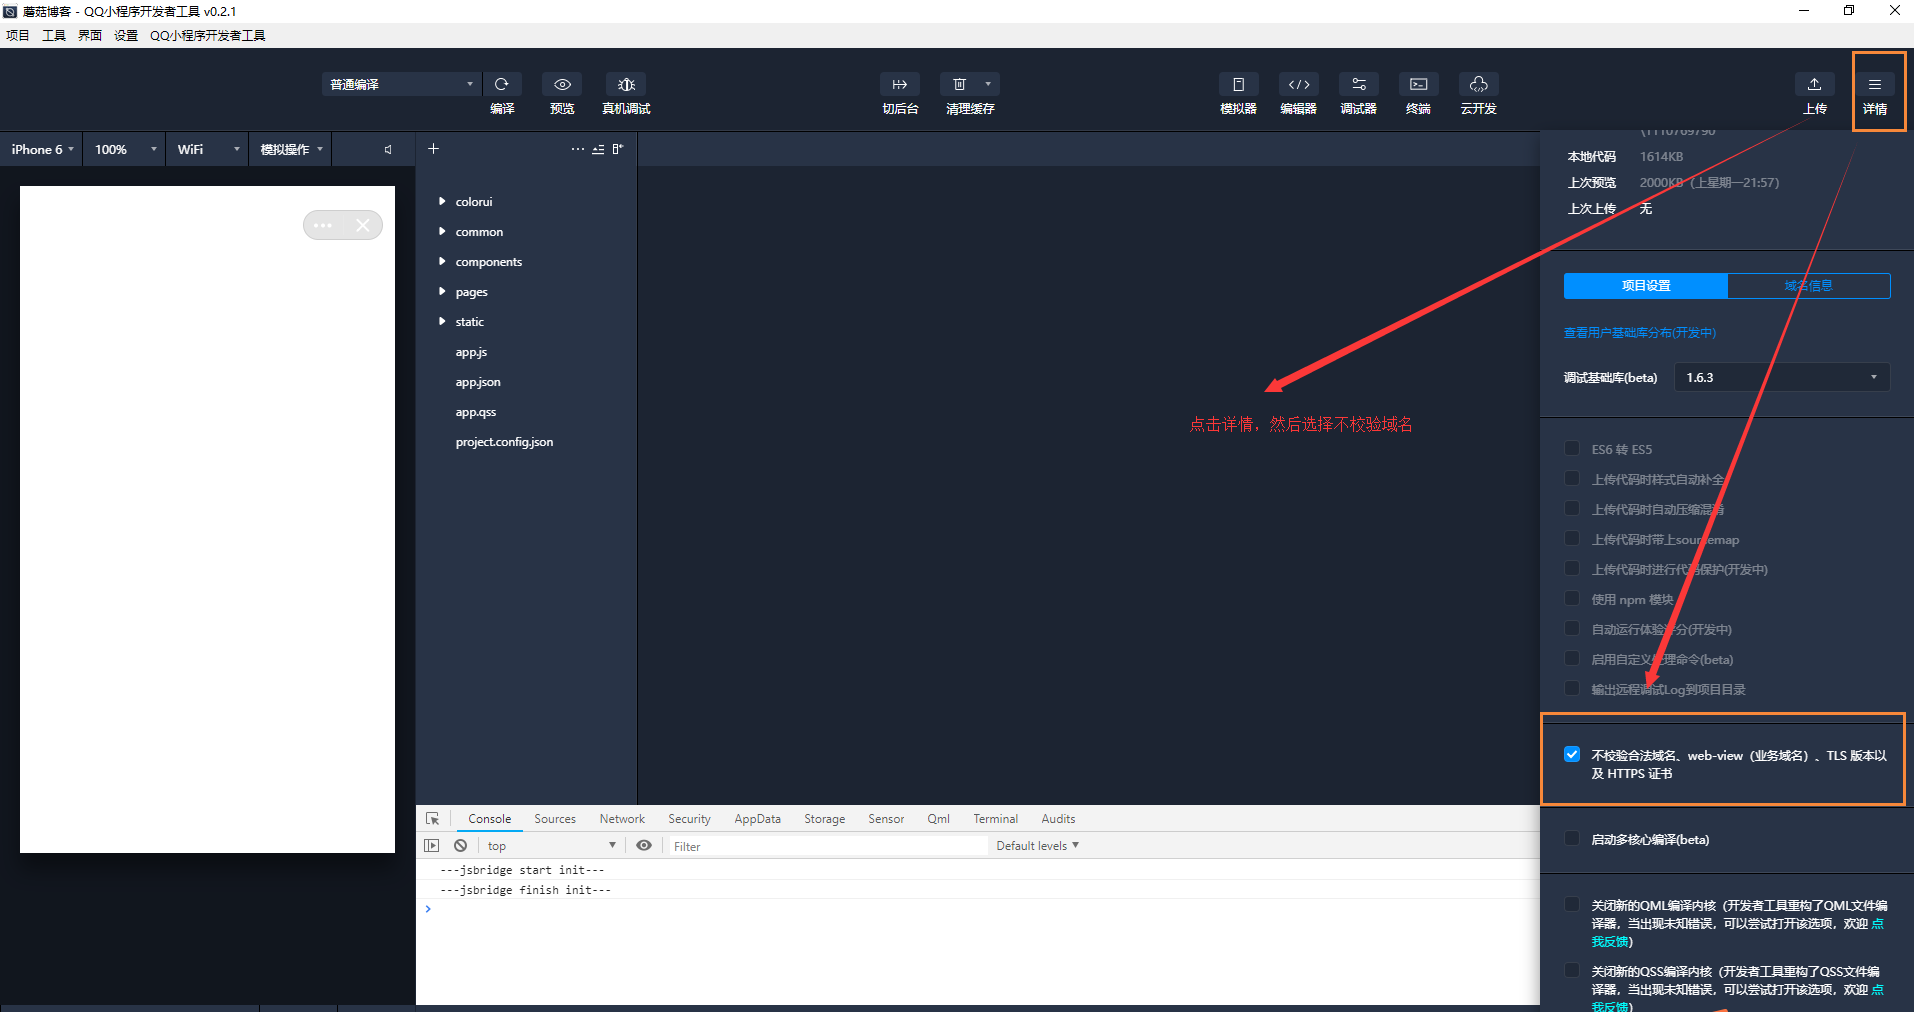 蘑菇博客 - QQ小程序开发者工具 v0.2.1
项目 工具 界面 设置 QQ小程序开发者工具
普通编译
编译 预览 真机调试 切后台 清理缓存 模拟器 编辑器 调试器 终端 云开发 上传 详情
iPhone 6 100% WiFi 模拟操作
colorui
common
components
pages
static
app.js
app.json
app.qss
project.config.json
点击详情，然后选择不校验域名
\1110769796
本地代码 1614KB
上次预览 2000KB（上星期一21:57）
上次上传 无
项目设置 域名信息
查看用户基础库分布(开发中)
调试基础库(beta) 1.6.3
ES6 转 ES5
上传代码时样式自动补全
上传代码时自动压缩混淆
上传代码时带上sourcemap
上传代码时进行代码保护(开发中)
使用 npm 模块
自动运行体验评分(开发中)
启用自定义处理命令(beta)
输出远程调试Log到项目目录
不校验合法域名、web-view（业务域名）、TLS 版本以
及 HTTPS 证书
启动多核心编译(beta)
关闭新的QML编译内核（开发者工具重构了QML文件编
译器，当出现未知错误，可以尝试打开该选项，欢迎 点
我反馈）
关闭新的QSS编译内核（开发者工具重构了QSS文件编
译器，当出现未知错误，可以尝试打开该选项，欢迎 点
我反馈）
Console Sources Network Security AppData Storage Sensor Qml Terminal Audits
top Filter Default levels
---jsbridge start init---
---jsbridge finish init---